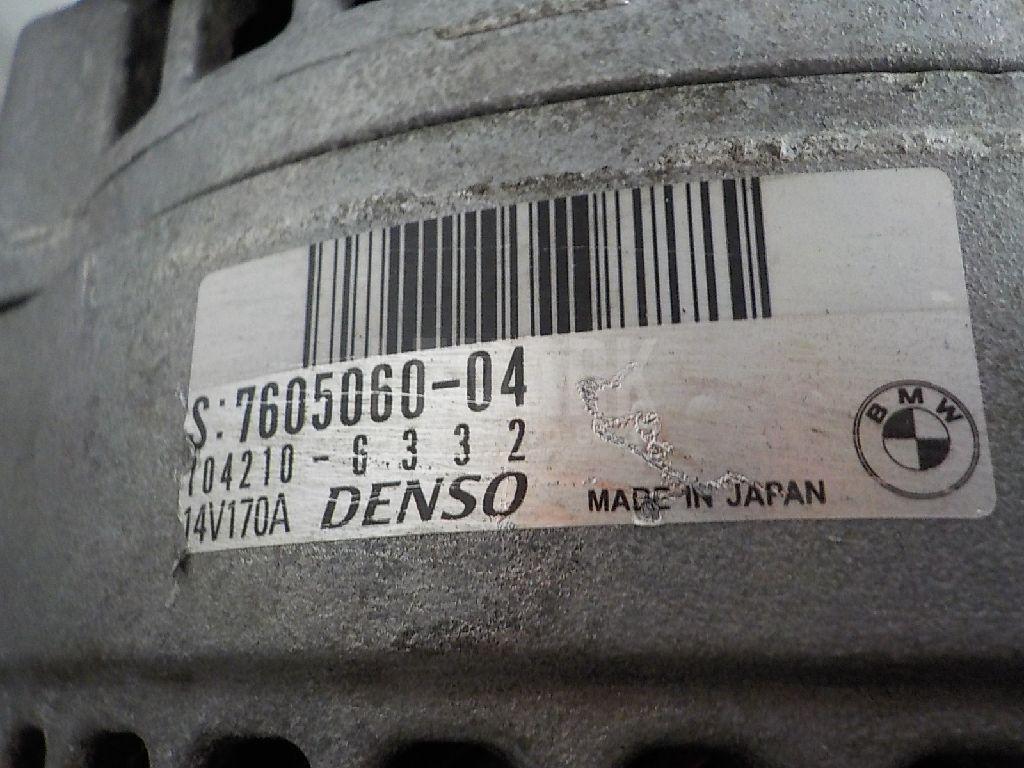 S:7605060-04
104210-6332
14V170A DENSO MADE IN JAPAN
BMW